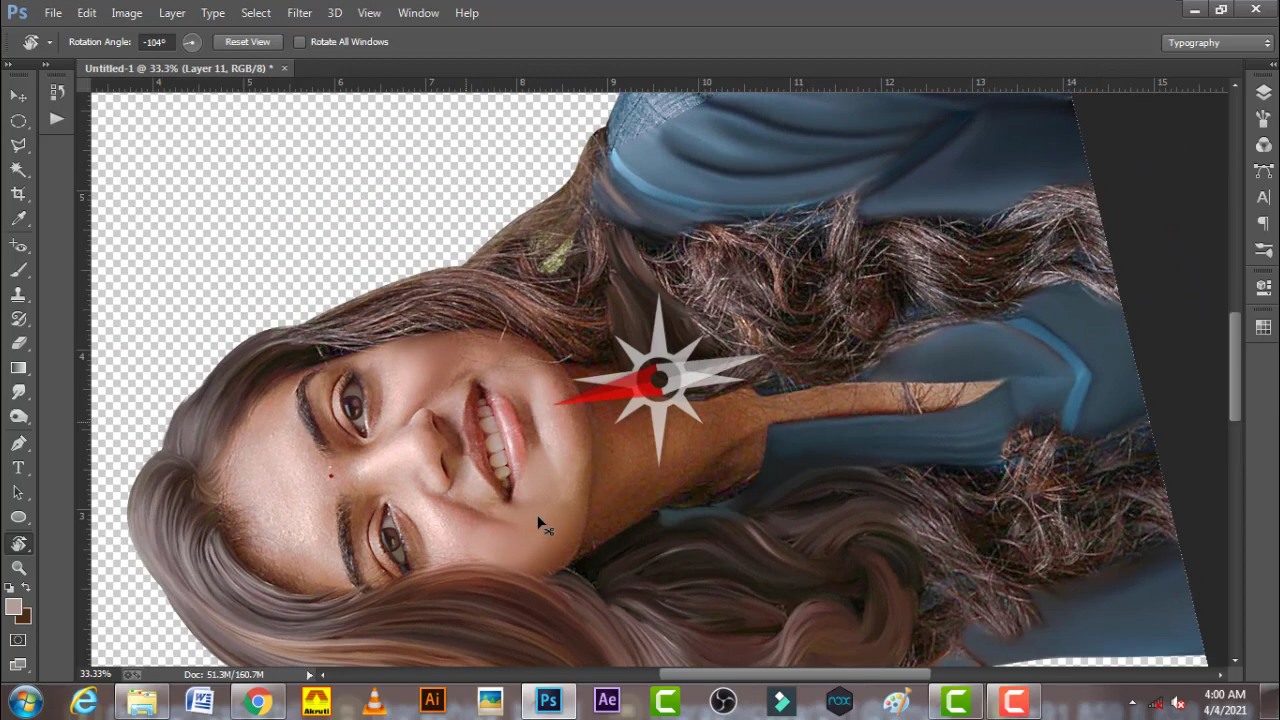 Ps File Edit Image Layer Type Select Filter 3D View Window Help
Rotation Angle: -104° Reset View Rotate All Windows Typography
Untitled-1 @ 33.3% (Layer 11, RGB/8) * ×
4 5 6 7 8 9 10 11 12 13 14 15
5
4
3
33.33% Doc: 51.3M/160.7M
Akruti Ai Ps Ae nox
4:00 AM
4/4/2021